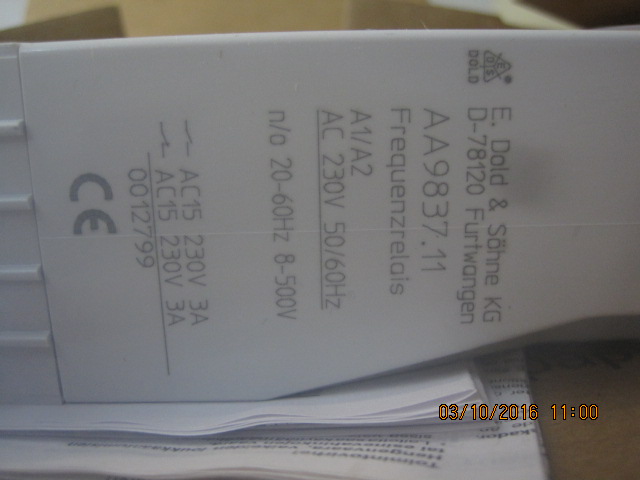 DOLD
E. Dold & Söhne KG
D-78120 Furtwangen
AA9837.11
Frequenzrelais
A1/A2
AC 230V 50/60Hz
n/o 20-60Hz 8-500V
AC15 230V 3A
AC15 230V 3A
0012799
CE
03/10/2016 11:00